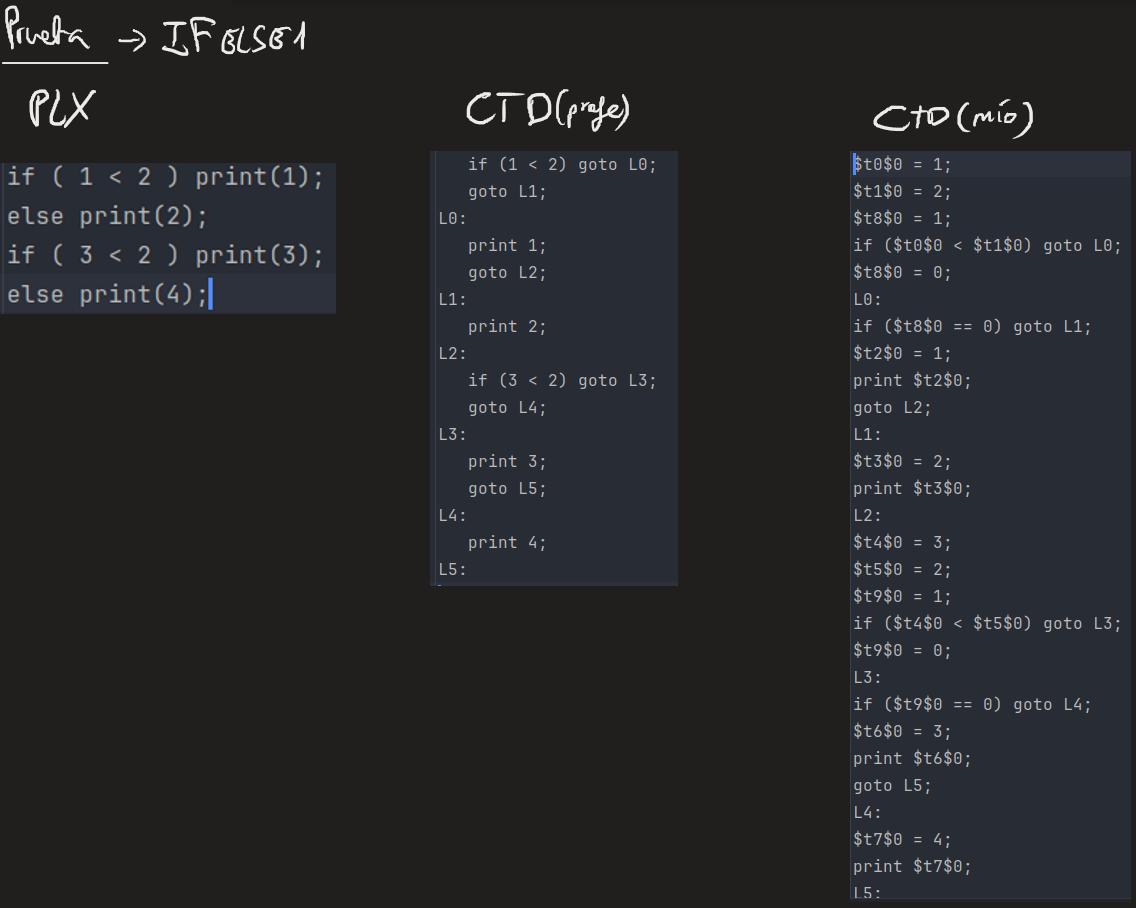 Prueba → IFELSE1
PLX
if ( 1 < 2 ) print(1);
else print(2);
if ( 3 < 2 ) print(3);
else print(4);
CTD(profe)
if (1 < 2) goto L0;
goto L1;
L0:
print 1;
goto L2;
L1:
print 2;
L2:
if (3 < 2) goto L3;
goto L4;
L3:
print 3;
goto L5;
L4:
print 4;
L5:
CTD(mío)
$t0$0 = 1;
$t1$0 = 2;
$t8$0 = 1;
if ($t0$0 < $t1$0) goto L0;
$t8$0 = 0;
L0:
if ($t8$0 == 0) goto L1;
$t2$0 = 1;
print $t2$0;
goto L2;
L1:
$t3$0 = 2;
print $t3$0;
L2:
$t4$0 = 3;
$t5$0 = 2;
$t9$0 = 1;
if ($t4$0 < $t5$0) goto L3;
$t9$0 = 0;
L3:
if ($t9$0 == 0) goto L4;
$t6$0 = 3;
print $t6$0;
goto L5;
L4:
$t7$0 = 4;
print $t7$0;
L5: